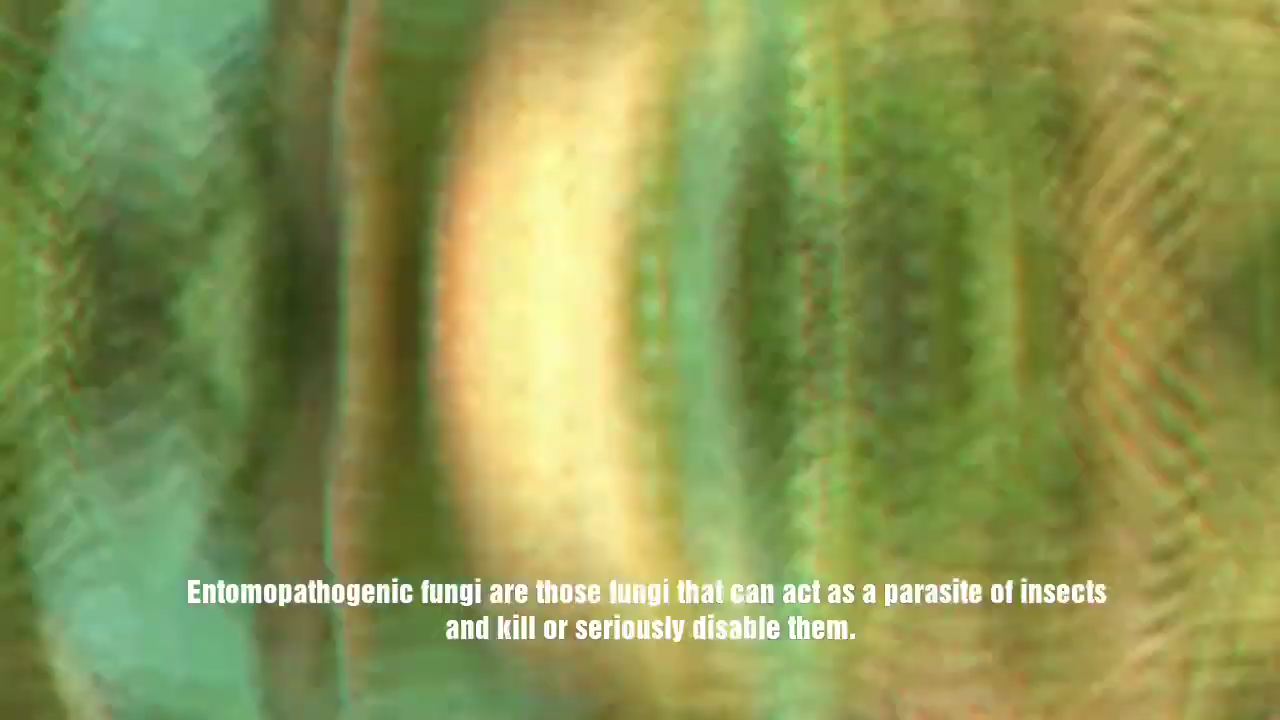 Entomopathogenic fungi are those fungi that can act as a parasite of insects
and kill or seriously disable them.